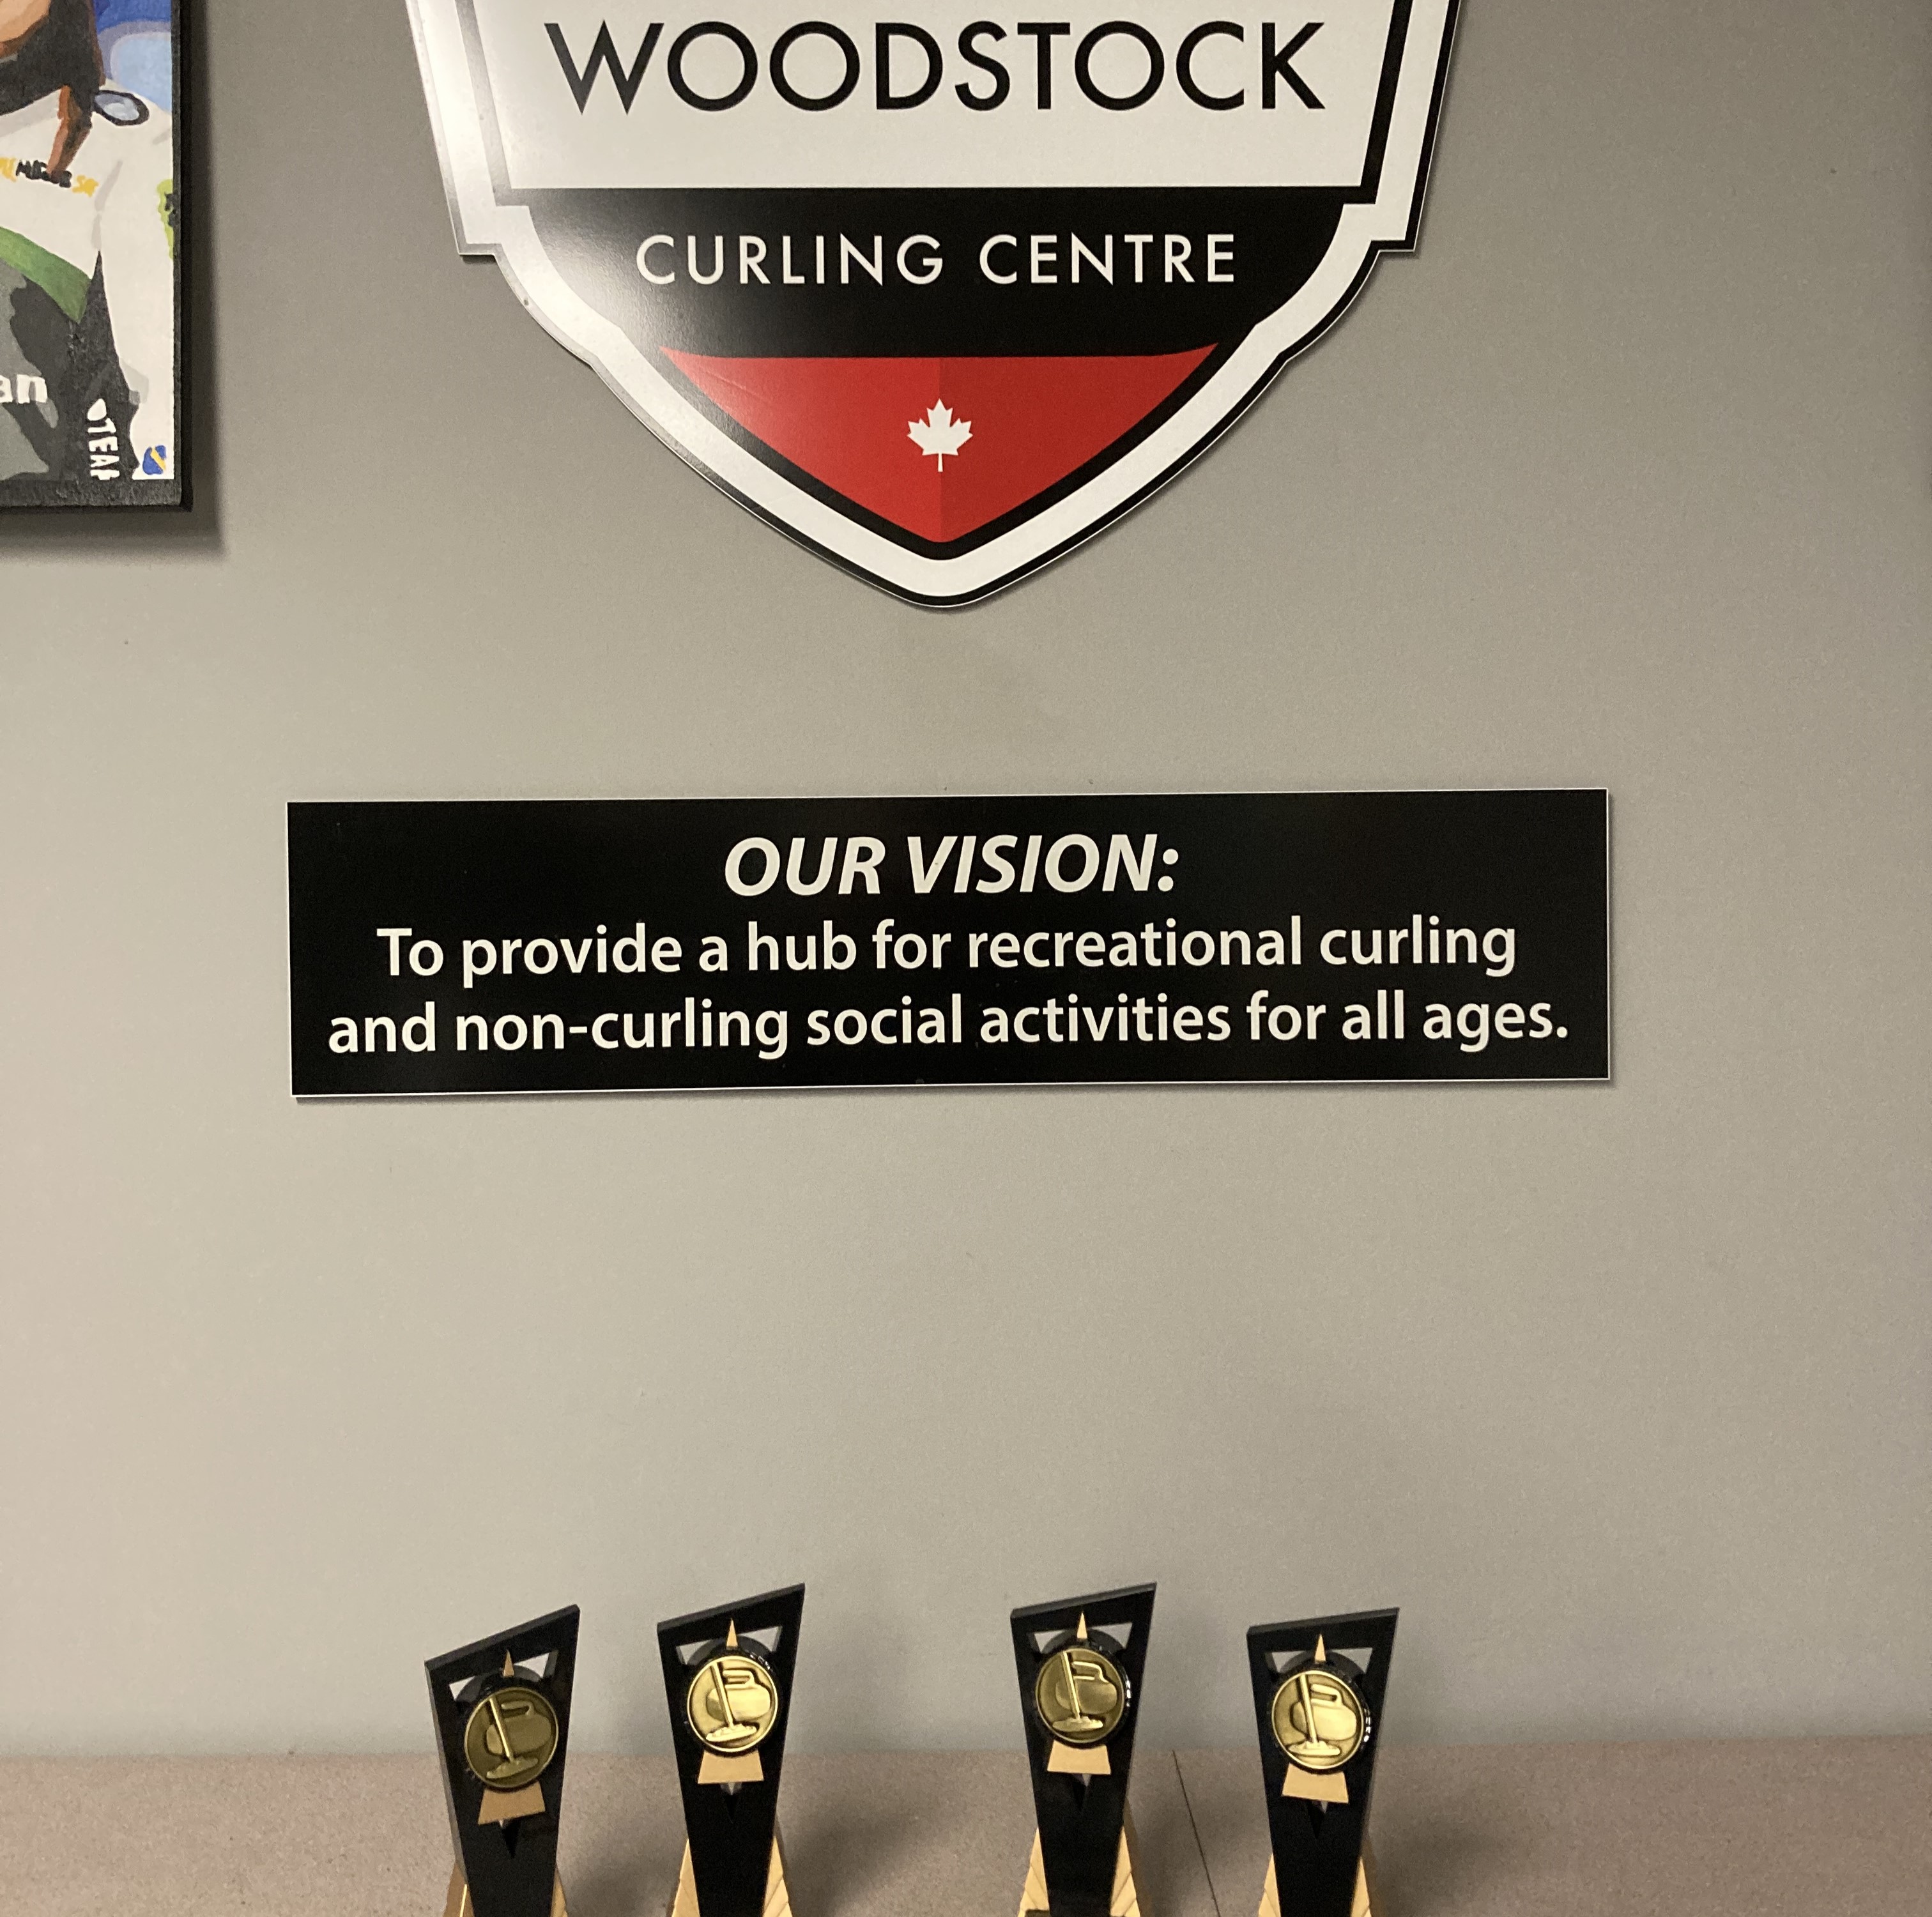 WOODSTOCK
CURLING CENTRE
OUR VISION:
To provide a hub for recreational curling
and non-curling social activities for all ages.